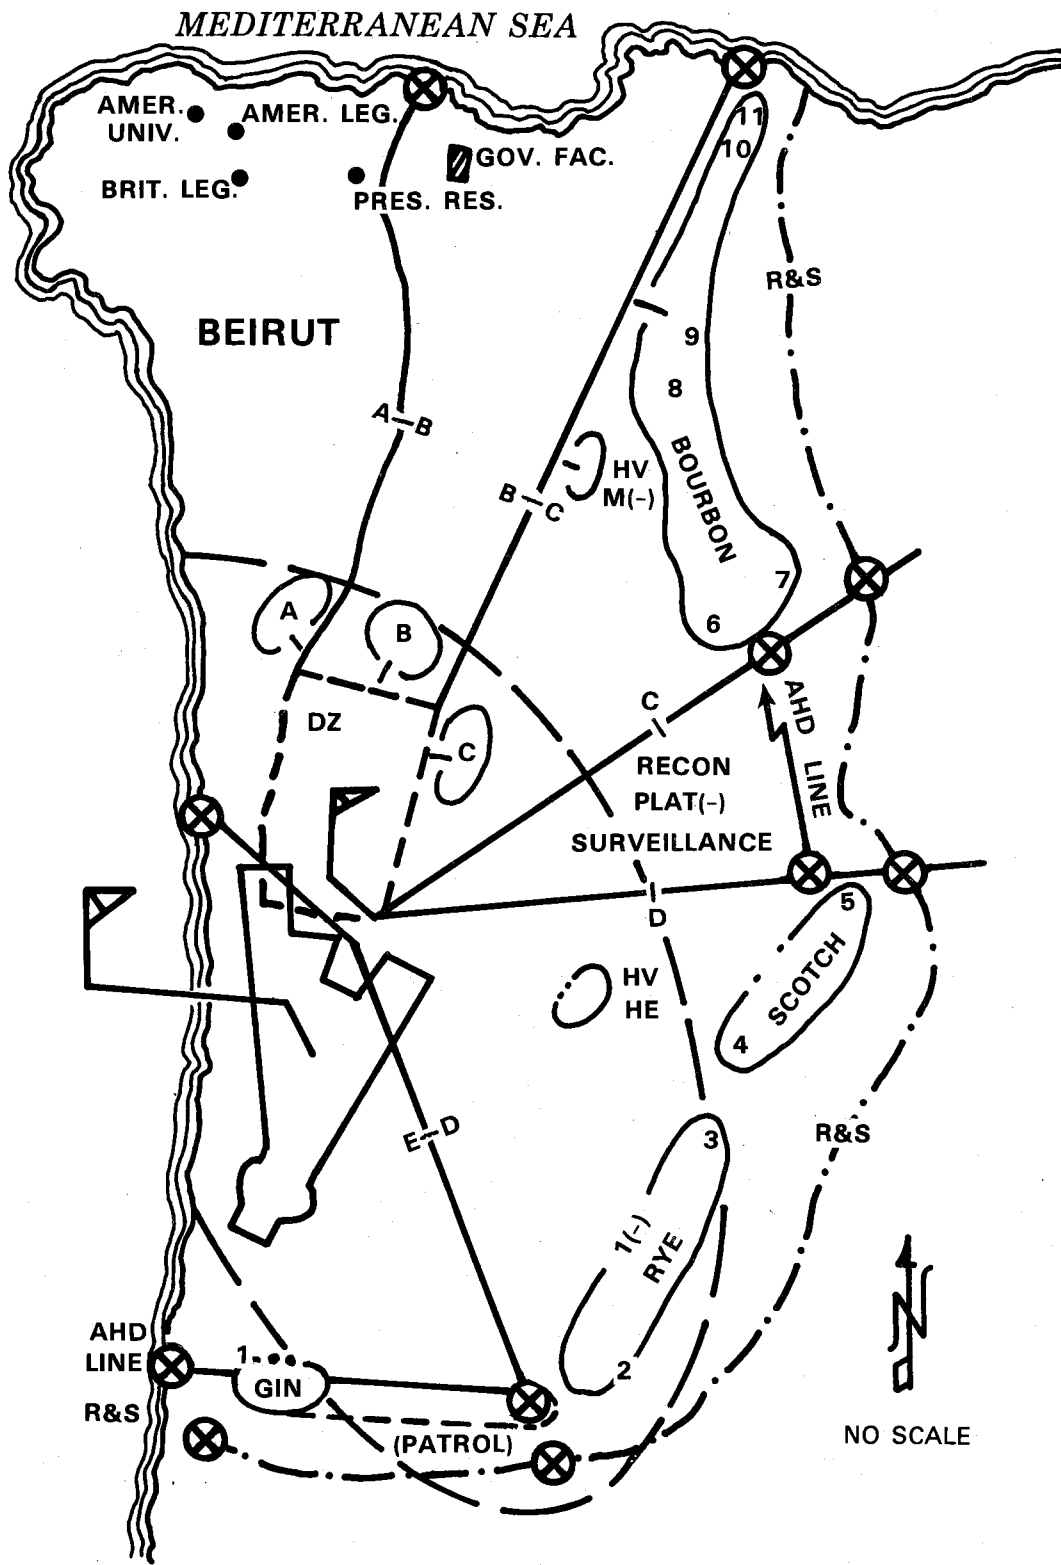 MEDITERRANEAN SEA
AMER.
UNIV.
AMER. LEG.
BRIT. LEG.
PRES. RES.
GOV. FAC.
11
10
R&S
BEIRUT
9
8
A-B
BOURBON
HV
M(-)
B-C
7
6
A
B
C
DZ
C
AHD LINE
RECON
PLAT(-)
SURVEILLANCE
D
5
SCOTCH
4
HV
HE
E-D
3
R&S
1(-)
RYE
2
AHD
LINE
1
GIN
R&S
(PATROL)
N
NO SCALE